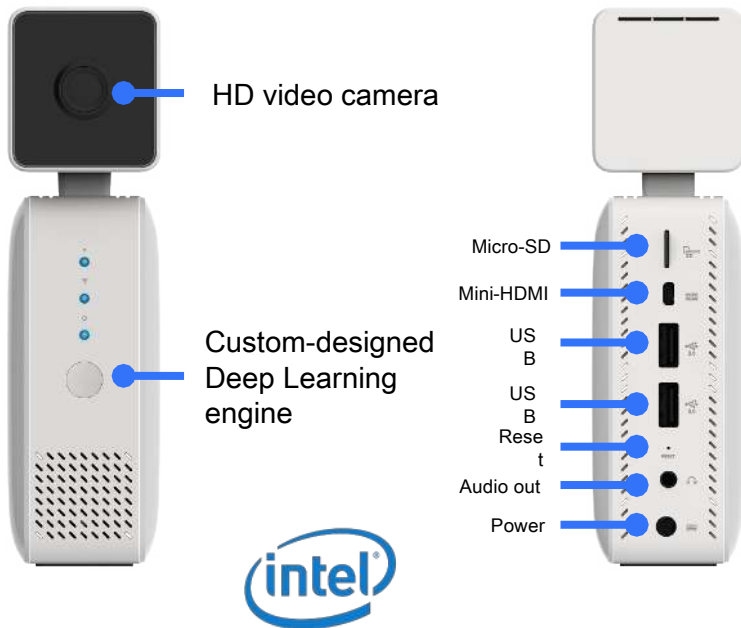 HD video camera
Custom-designed
Deep Learning
engine
intel
Micro-SD
Mini-HDMI
US
B
US
B
Rese
t
Audio out
Power